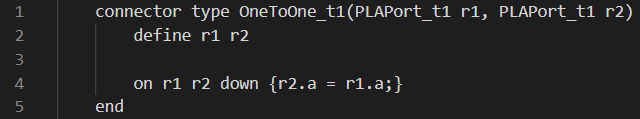 1 connector type OneToOne_t1(PLAPort_t1 r1, PLAPort_t1 r2)
2 define r1 r2
3
4 on r1 r2 down {r2.a = r1.a;}
5 end